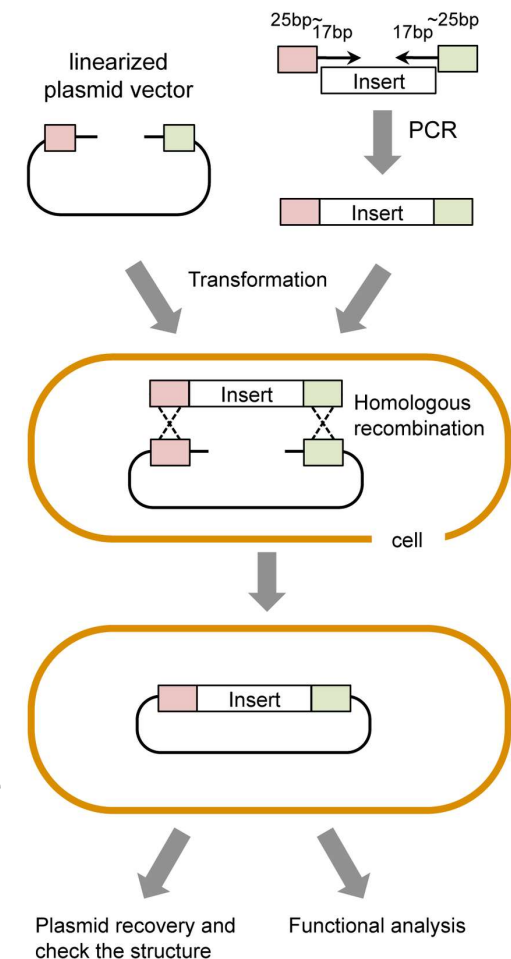 25bp~
17bp
~25bp
17bp
linearized
plasmid vector
Insert
PCR
Insert
Transformation
Insert
Homologous
recombination
cell
Insert
Plasmid recovery and
check the structure
Functional analysis